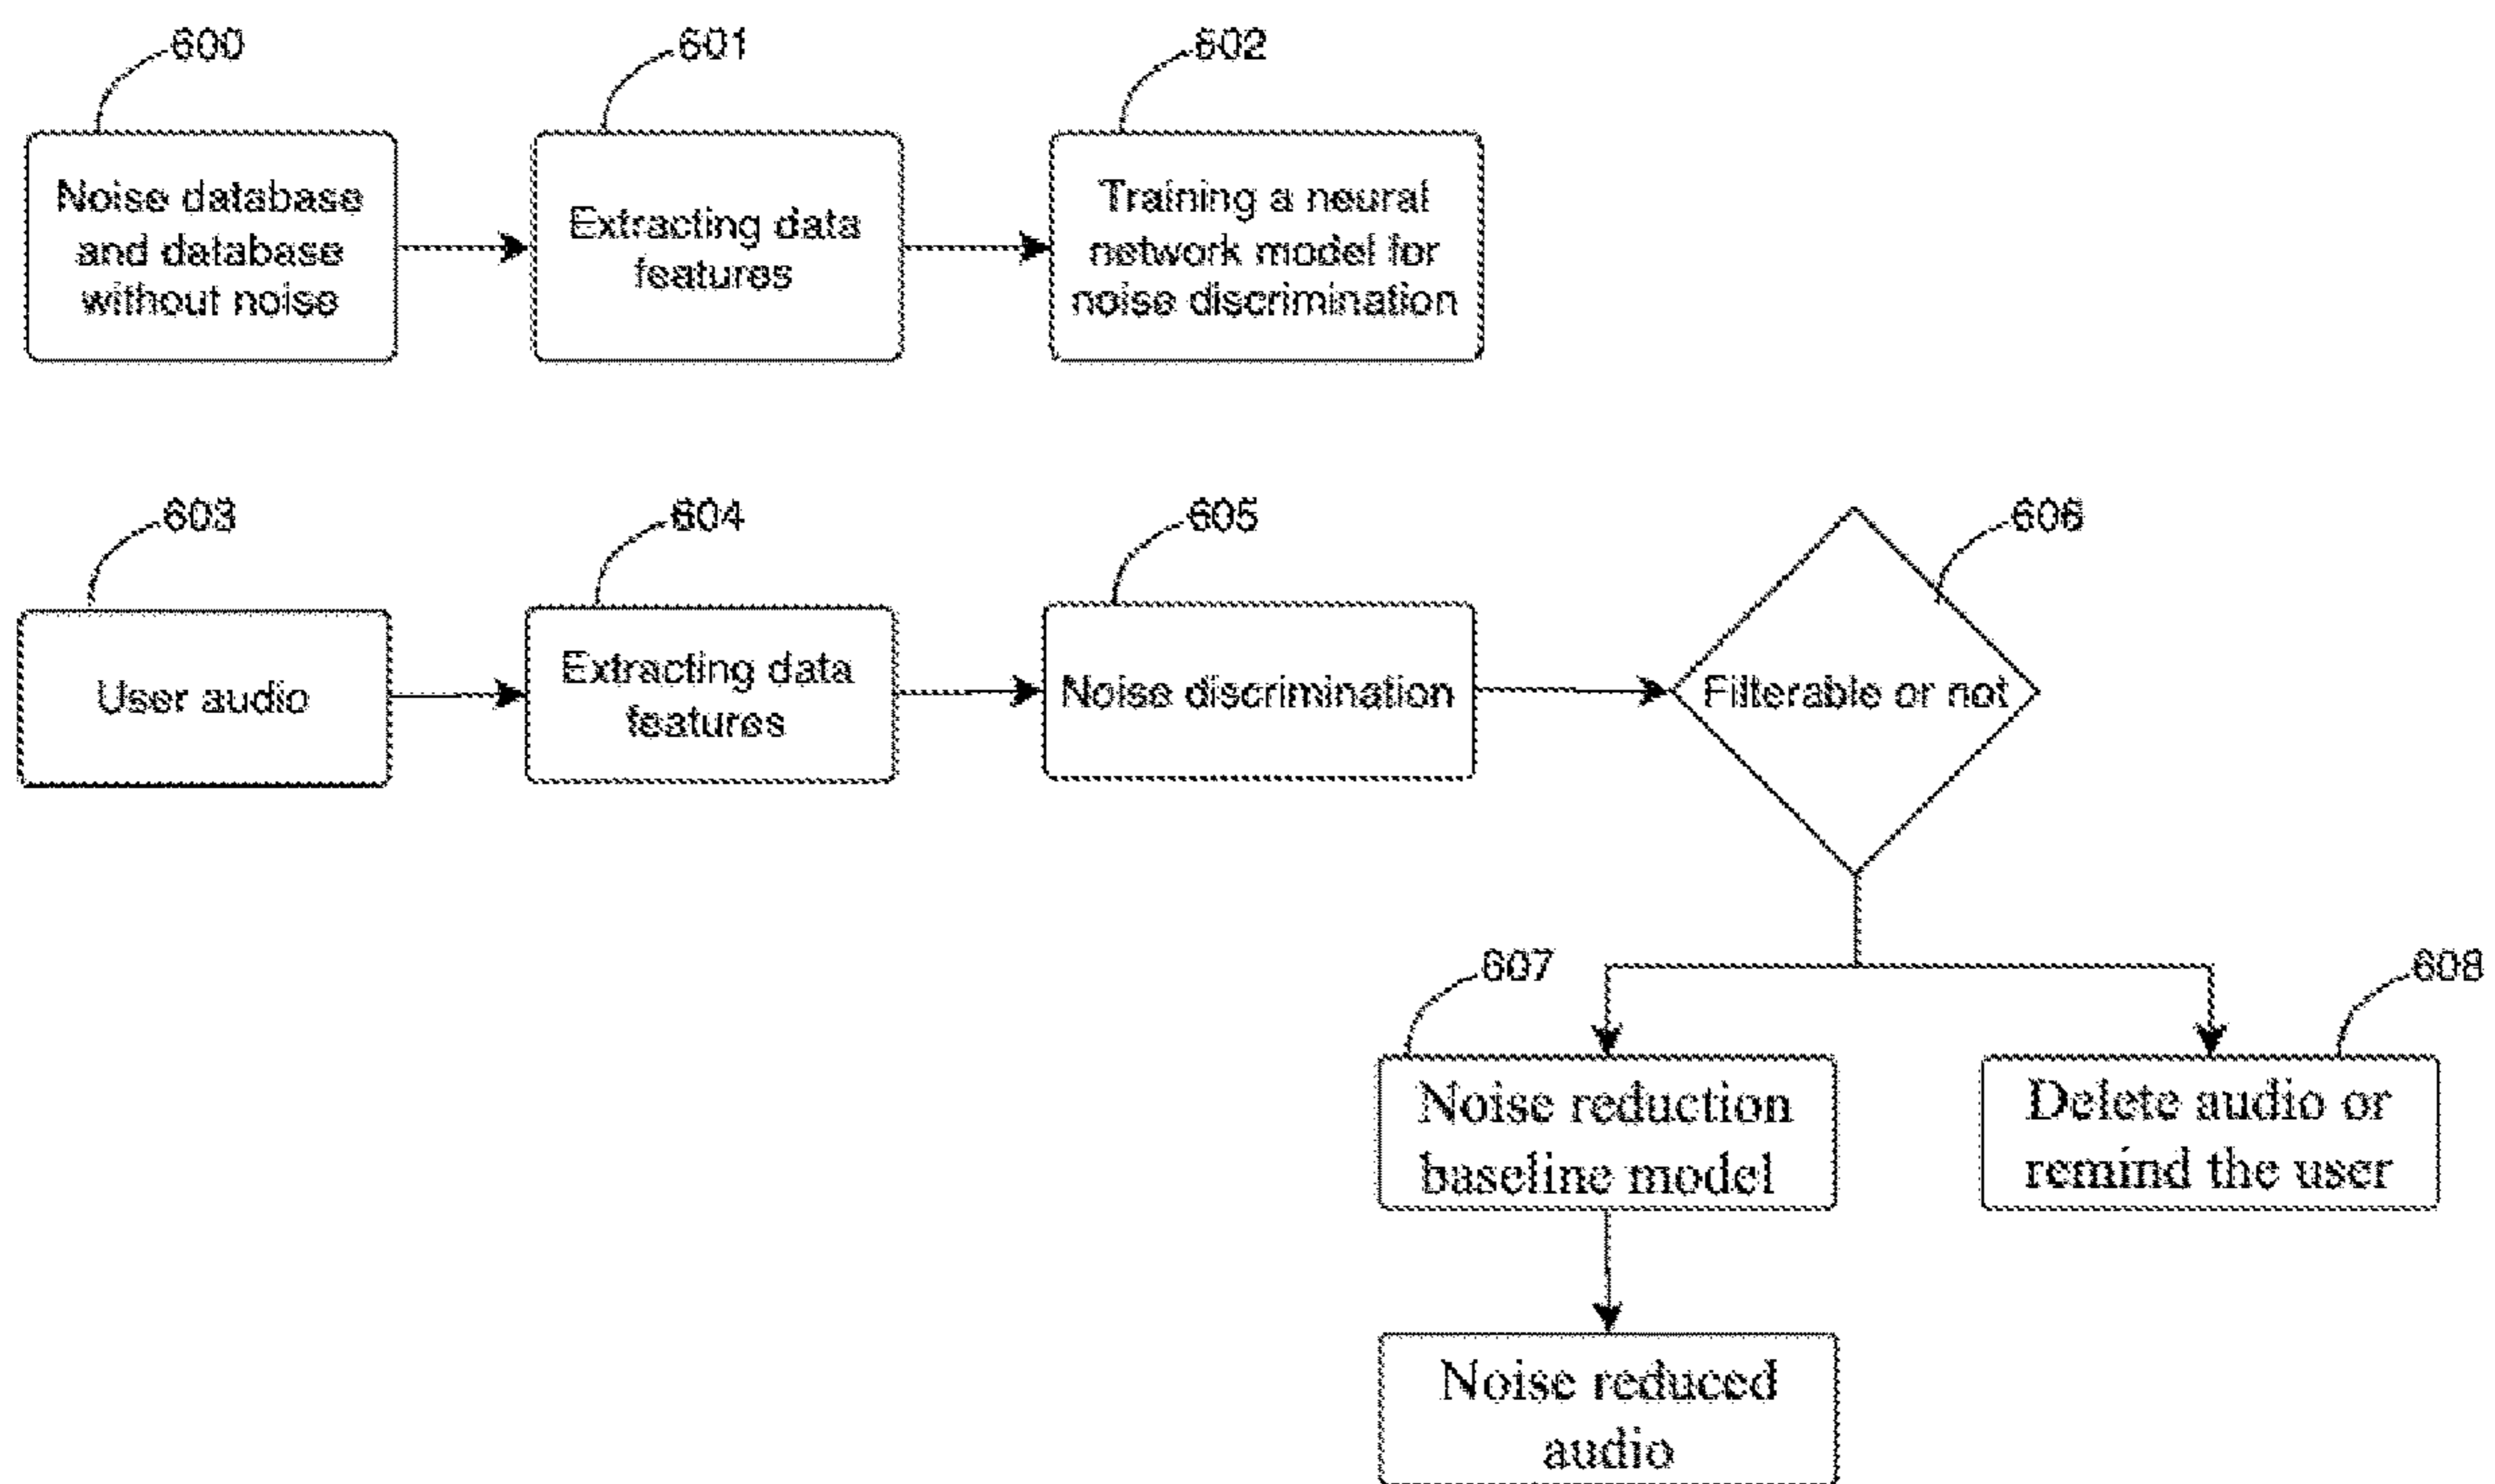 600
601
602
Noise database
and database
without noise
Extracting data
features
Training a neural
network model for
noise discrimination
603
604
605
606
User audio
Extracting data
features
Noise discrimination
Filterable or not
607
608
Noise reduction
baseline model
Delete audio or
remind the user
Noise reduced
audio